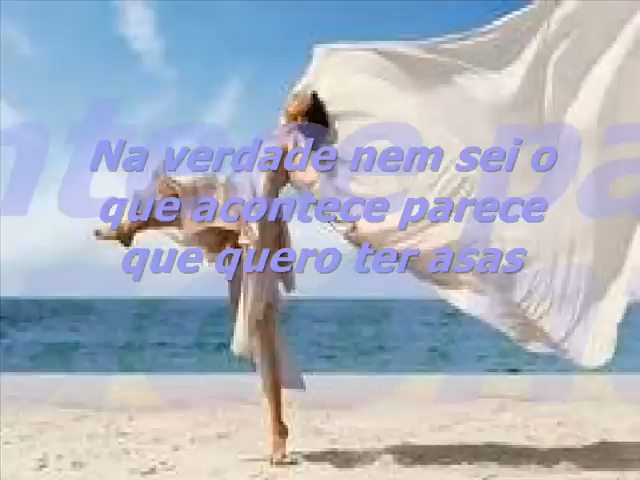 Na verdade nem sei o
que acontece parece
que quero ter asas